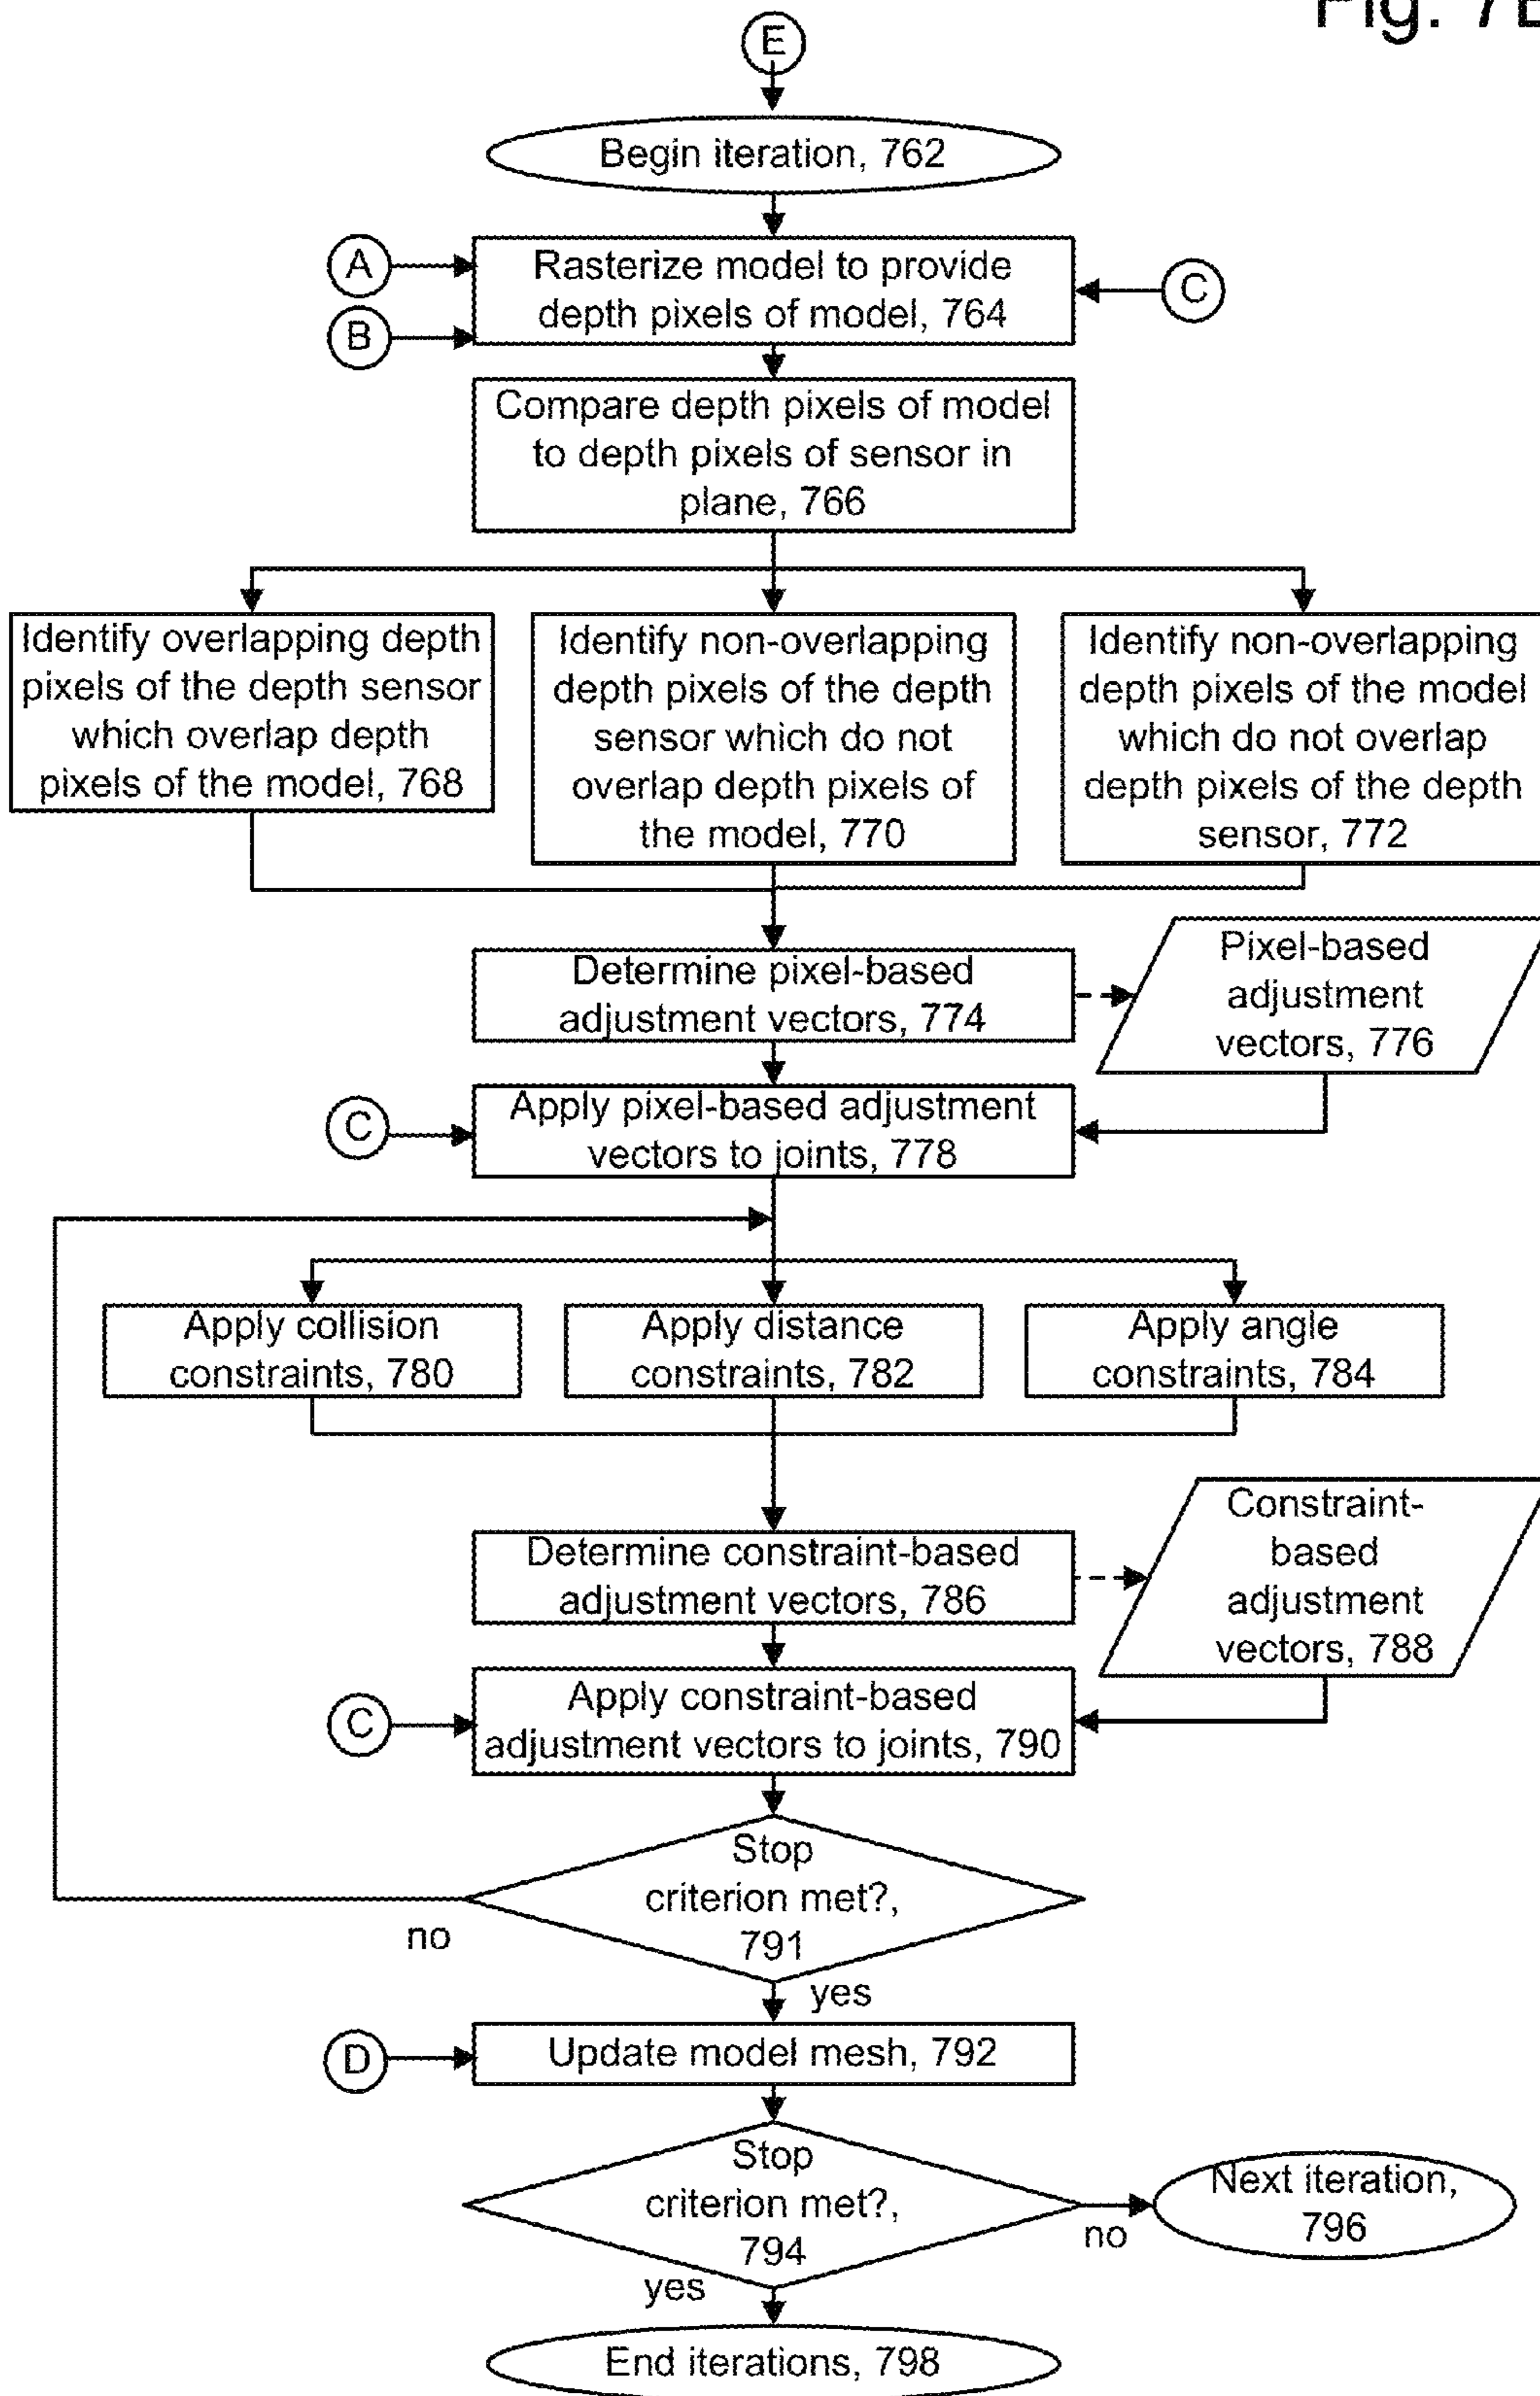 Fig. 7E
E
Begin iteration, 762
A
Rasterize model to provide
depth pixels of model, 764
C
B
Compare depth pixels of model
to depth pixels of sensor in
plane, 766
Identify overlapping depth
pixels of the depth sensor
which overlap depth
pixels of the model, 768
Identify non-overlapping
depth pixels of the depth
sensor which do not
overlap depth pixels of
the model, 770
Identify non-overlapping
depth pixels of the model
which do not overlap
depth pixels of the depth
sensor, 772
Determine pixel-based
adjustment vectors, 774
Pixel-based
adjustment
vectors, 776
C
Apply pixel-based adjustment
vectors to joints, 778
Apply collision
constraints, 780
Apply distance
constraints, 782
Apply angle
constraints, 784
Determine constraint-based
adjustment vectors, 786
Constraint-
based
adjustment
vectors, 788
C
Apply constraint-based
adjustment vectors to joints, 790
Stop
criterion met?,
791
no
yes
D
Update model mesh, 792
Stop
criterion met?,
794
no
Next iteration,
796
yes
End iterations, 798